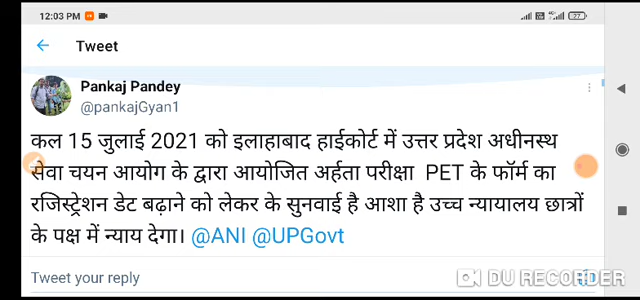 12:03 PM
Tweet
Pankaj Pandey
@pankajGyan1
कल 15 जुलाई 2021 को इलाहाबाद हाईकोर्ट में उत्तर प्रदेश अधीनस्थ
सेवा चयन आयोग के द्वारा आयोजित अर्हता परीक्षा PET के फॉर्म का
रजिस्ट्रेशन डेट बढ़ाने को लेकर के सुनवाई है आशा है उच्च न्यायालय छात्रों
के पक्ष में न्याय देगा। @ANI @UPGovt
Tweet your reply
DU RECORDER